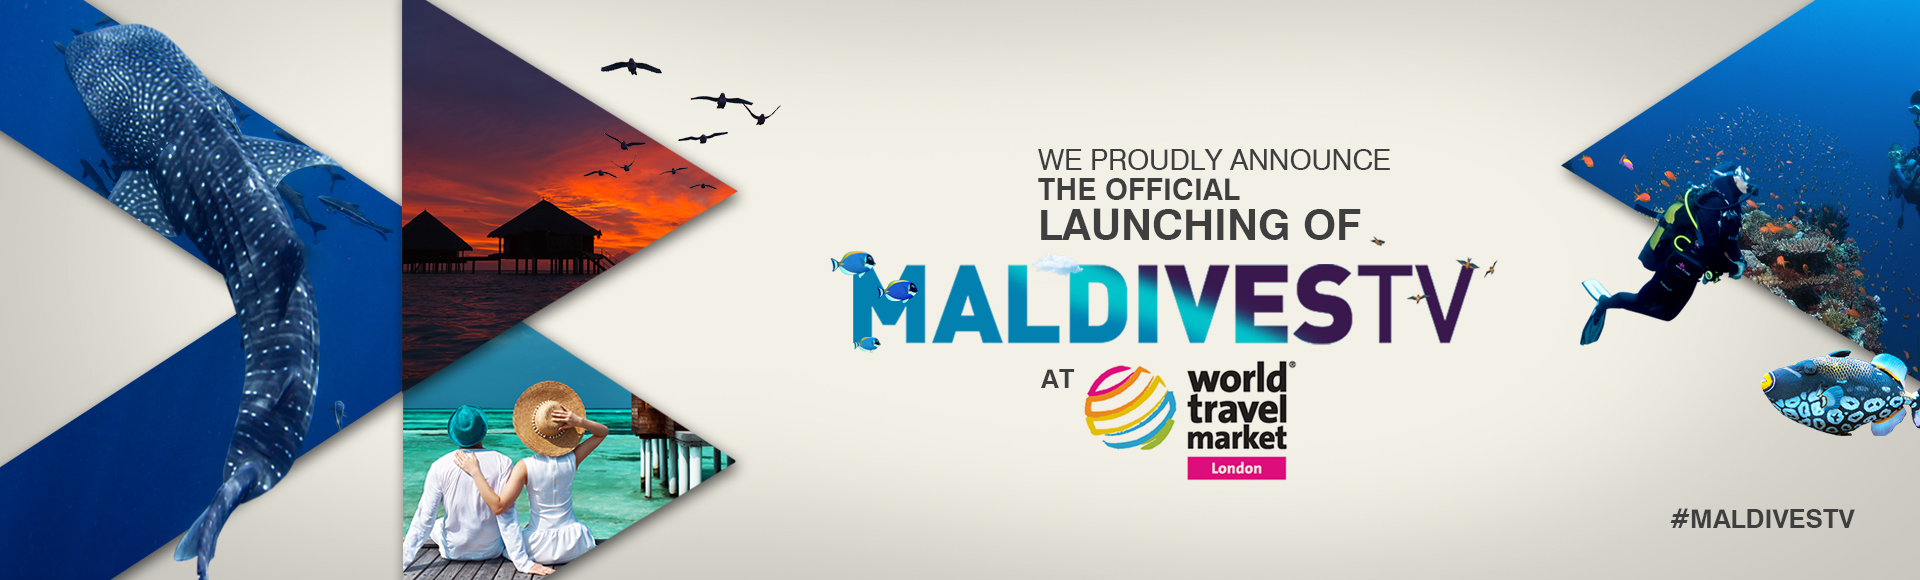 WE PROUDLY ANNOUNCE
THE OFFICIAL
LAUNCHING OF
MALDIVESTV
AT
world®
travel
market
London
#MALDIVESTV